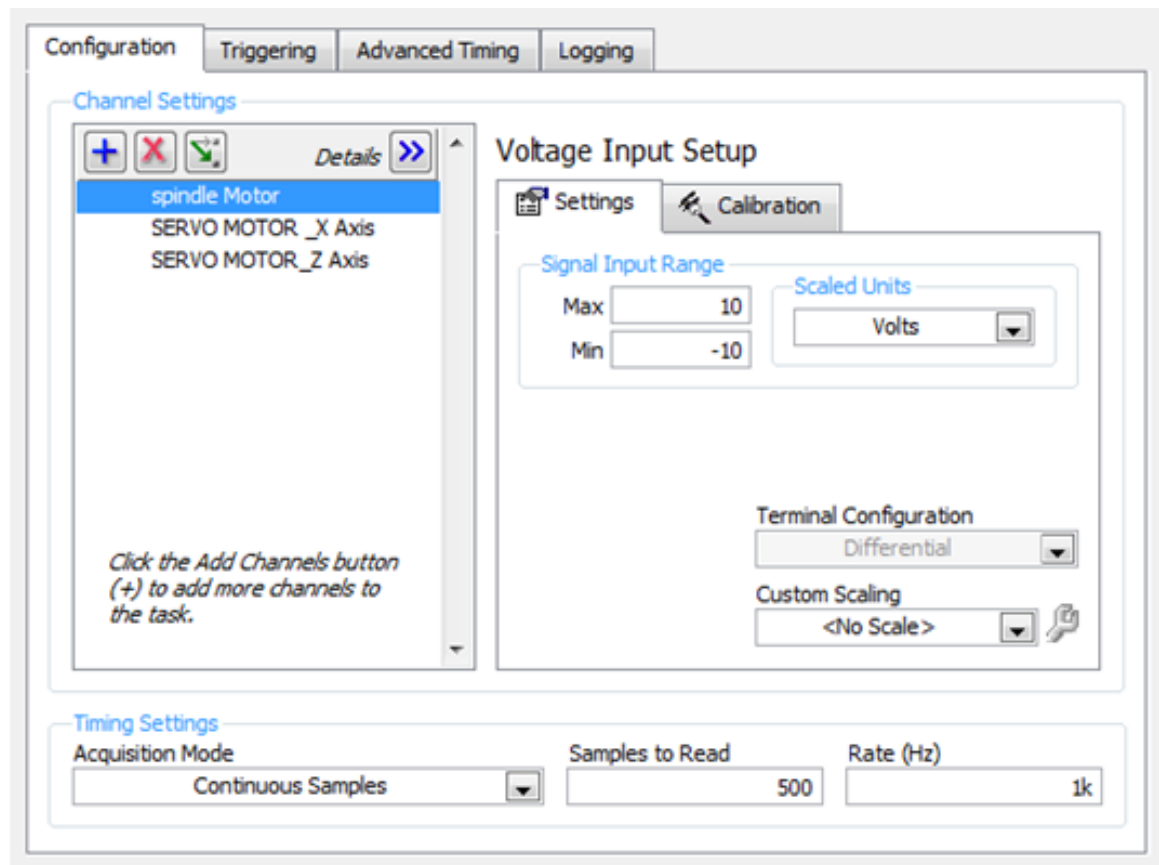 Configuration Triggering Advanced Timing Logging
Channel Settings
Details
spindle Motor
SERVO MOTOR _X Axis
SERVO MOTOR_Z Axis
Click the Add Channels button
(+) to add more channels to
the task.
Voltage Input Setup
Settings Calibration
Signal Input Range
Max 10
Min -10
Scaled Units
Volts
Terminal Configuration
Differential
Custom Scaling
<No Scale>
Timing Settings
Acquisition Mode Samples to Read Rate (Hz)
Continuous Samples 500 1k